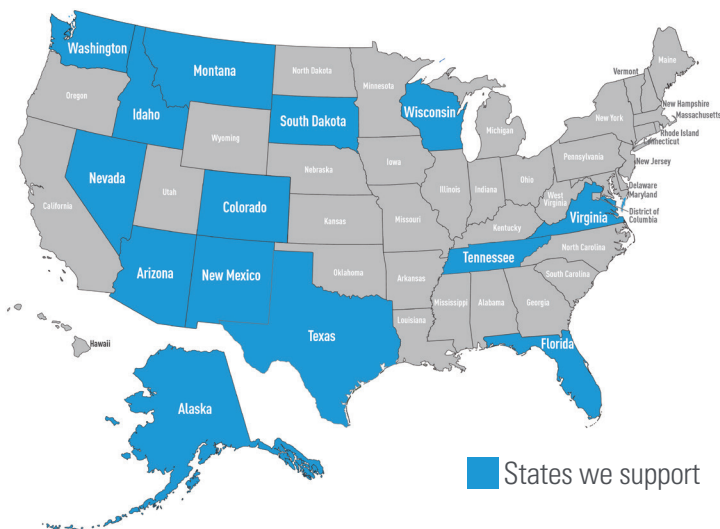 Washington
Montana
North Dakota
Minnesota
Maine
Vermont
Oregon
Idaho
Wyoming
South Dakota
Wisconsin
Michigan
New York
New Hampshire
Massachusetts
Rhode Island
Connecticut
Nevada
Utah
Colorado
Nebraska
Iowa
Illinois
Indiana
Ohio
Pennsylvania
New Jersey
California
Kansas
Missouri
Kentucky
West
Virginia
Virginia
Delaware
Maryland
District of
Columbia
Arizona
New Mexico
Oklahoma
Arkansas
Tennessee
North Carolina
South Carolina
Texas
Louisiana
Mississippi
Alabama
Georgia
Florida
Hawaii
Alaska
States we support